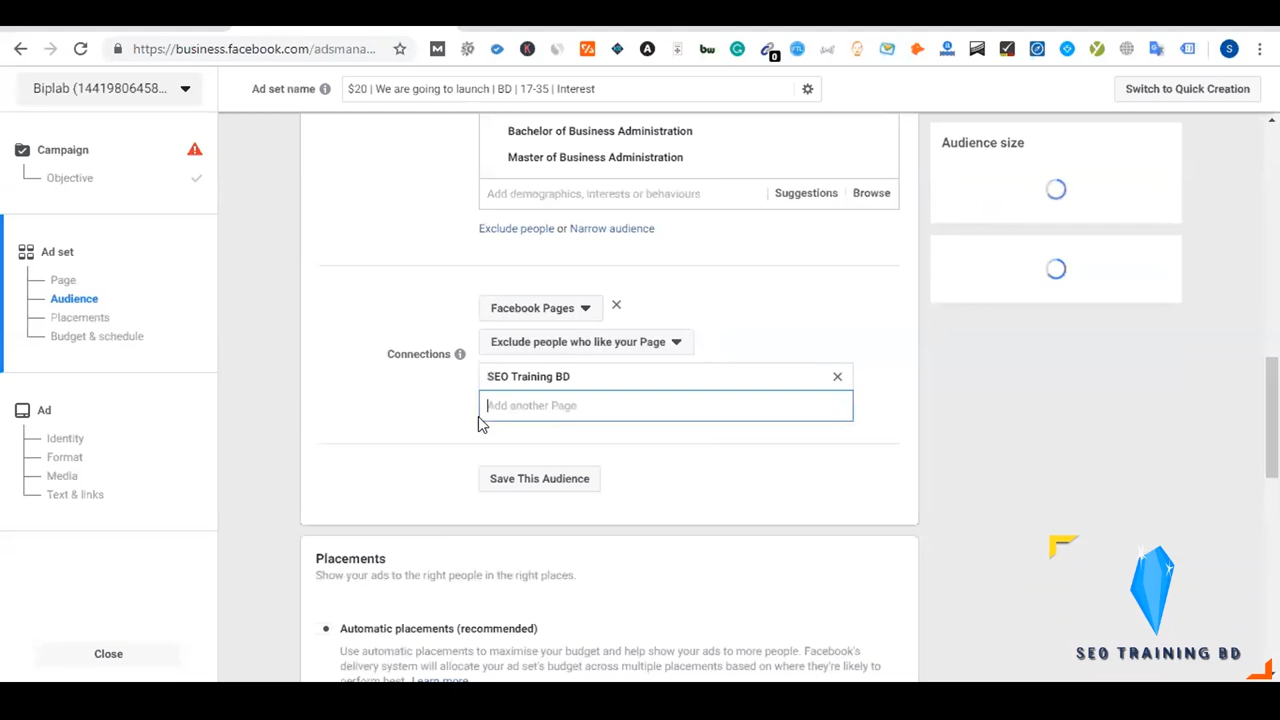 https://business.facebook.com/adsmana...
Biplab (14419806458...
Ad set name
$20 | We are going to launch | BD | 17-35 | Interest
Switch to Quick Creation
Campaign
Objective
Ad set
Page
Audience
Placements
Budget & schedule
Ad
Identity
Format
Media
Text & links
Close
Bachelor of Business Administration
Master of Business Administration
Add demographics, interests or behaviours
Suggestions
Browse
Exclude people or Narrow audience
Facebook Pages
Exclude people who like your Page
Connections
SEO Training BD
Add another Page
Save This Audience
Placements
Show your ads to the right people in the right places.
Automatic placements (recommended)
Use automatic placements to maximise your budget and help show your ads to more people. Facebook's
delivery system will allocate your ad set's budget across multiple placements based on where they're likely to
perform best. Learn more
Audience size
SEO TRAINING BD